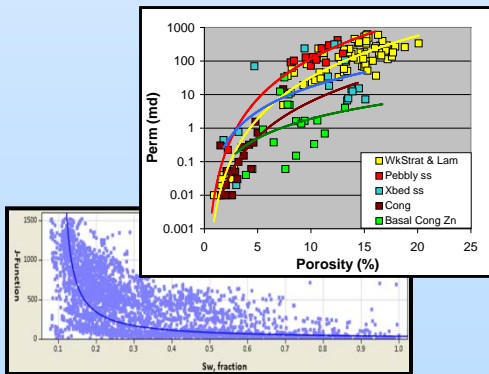 1000
100
10
1
0.1
0.01
0.001
Perm (md)
0 5 10 15 20 25
Porosity (%)
WkStrat & Lam
Pebbly ss
Xbed ss
Cong
Basal Cong Zn
1500
1000
500
0
J-Function
0.1 0.2 0.3 0.4 0.5 0.6 0.7 0.8 0.9 1.0
Sw, fraction